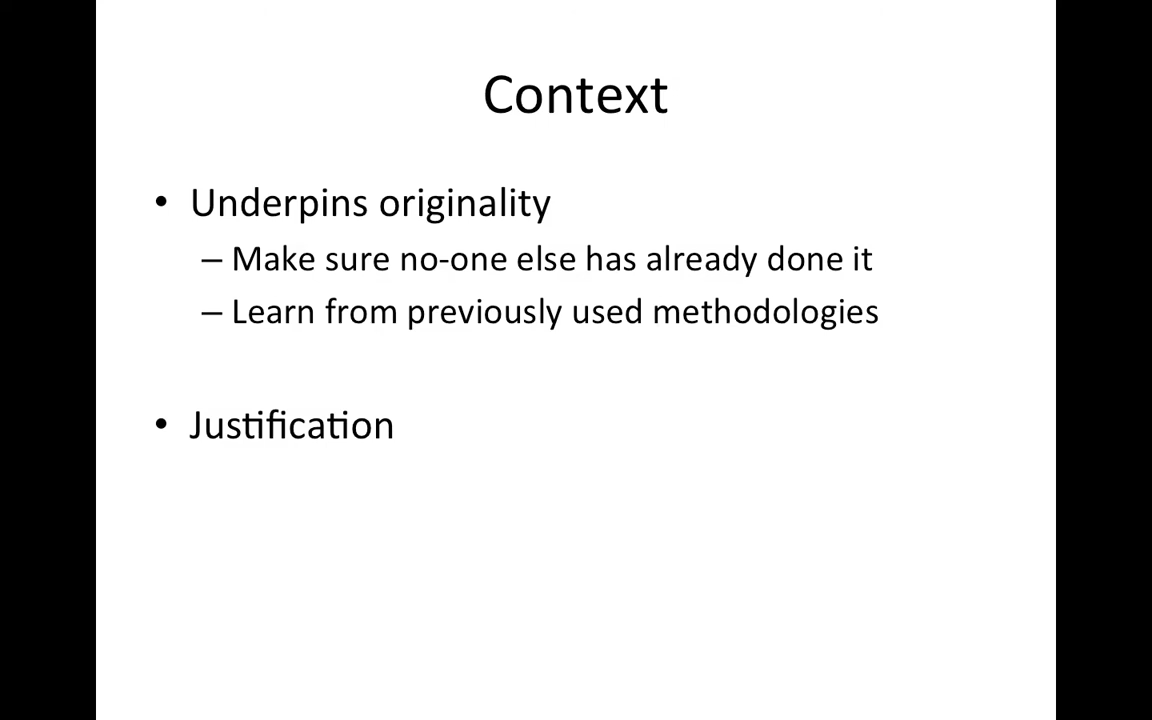 Context
• Underpins originality
– Make sure no-one else has already done it
– Learn from previously used methodologies
• Justification